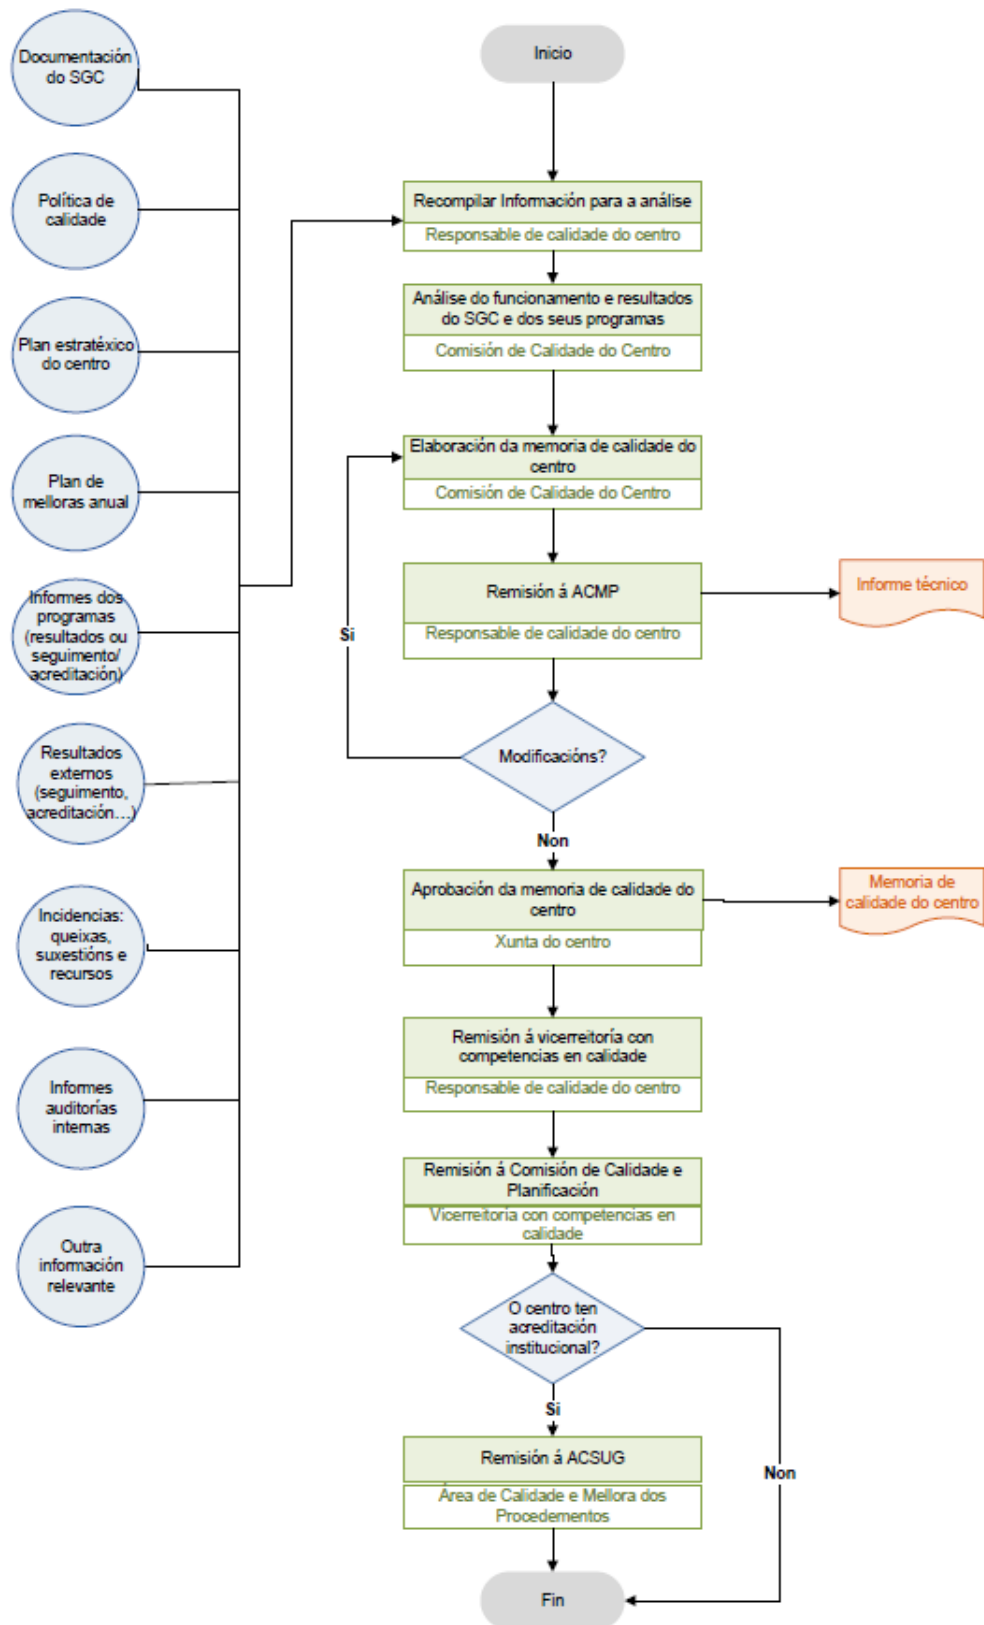 Documentación
do SGC
Política de
calidade
Plan estratéxico
do centro
Plan de
melloras anual
Informes dos
programas
(resultados ou
seguimento/
acreditación)
Resultados
externos
(seguimento,
acreditación...)
Incidencias:
queixas,
suxestións e
recursos
Informes
auditorías
internas
Outra
información
relevante
Inicio
Recompilar Información para a análise
Responsable de calidade do centro
Análise do funcionamento e resultados
do SGC e dos seus programas
Comisión de Calidade do Centro
Elaboración da memoria de calidade do
centro
Comisión de Calidade do Centro
Remisión á ACMP
Responsable de calidade do centro
Informe técnico
Si
Modificacións?
Non
Aprobación da memoria de calidade do
centro
Xunta do centro
Memoria de
calidade do centro
Remisión á vicerreitoría con
competencias en calidade
Responsable de calidade do centro
Remisión á Comisión de Calidade e
Planificación
Vicerreitoría con competencias en
calidade
O centro ten
acreditación
institucional?
Si
Non
Remisión á ACSUG
Área de Calidade e Mellora dos
Procedementos
Fin